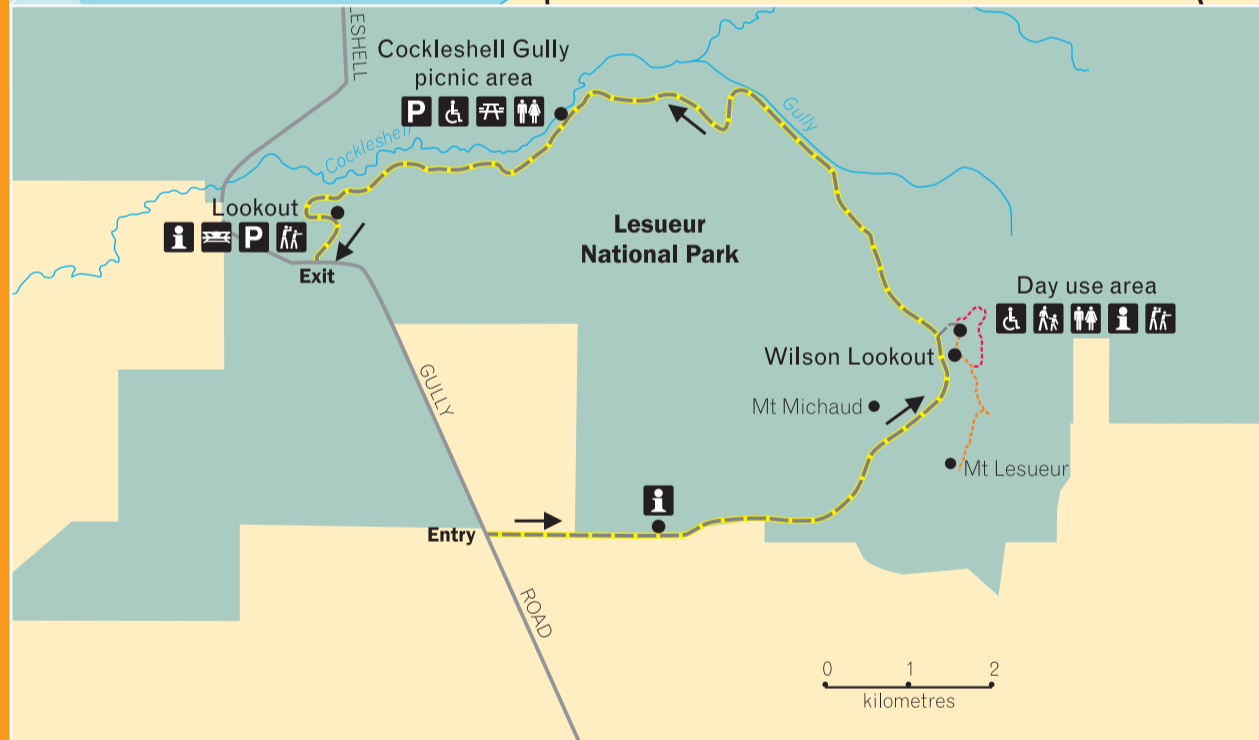 LESHELL
Cockleshell Gully
picnic area
P
Cockleshell
Gully
Lookout
i
P
Exit
Lesueur
National Park
Day use area
i
Wilson Lookout
GULLY
Mt Michaud
Mt Lesueur
i
Entry
ROAD
0 1 2
kilometres